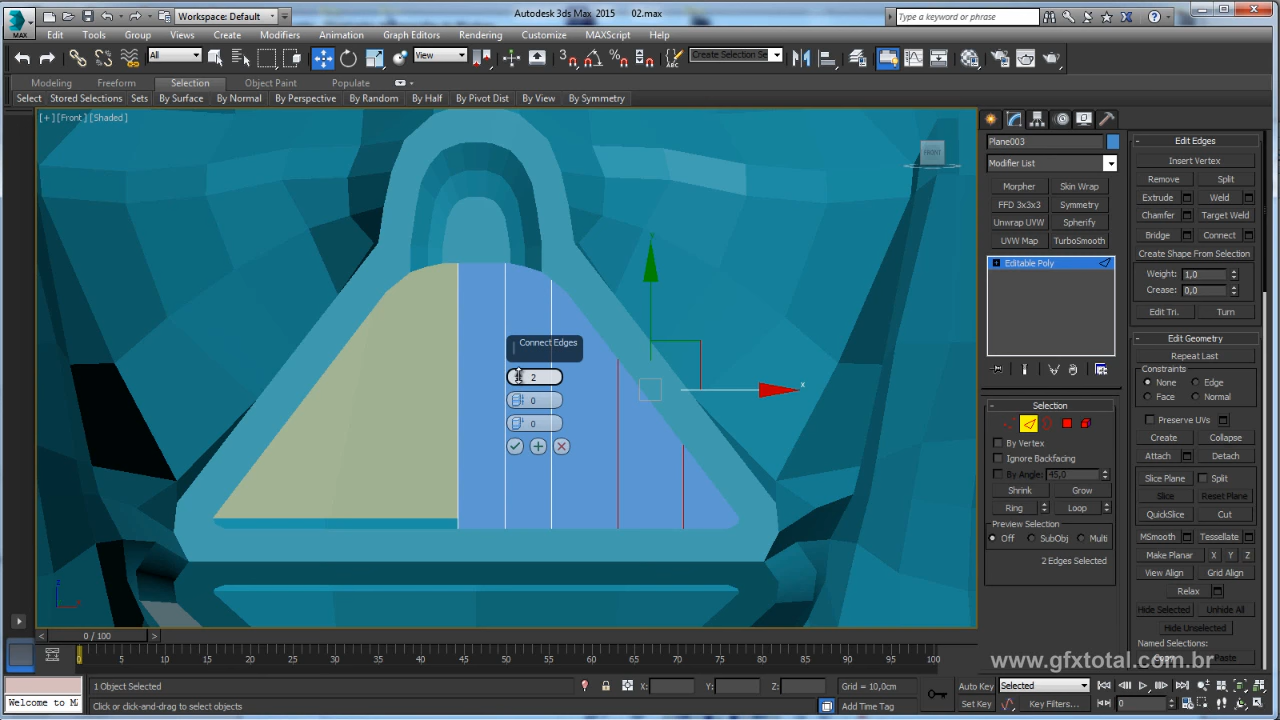 Autodesk 3ds Max 2015 02.max
Workspace: Default
Type a keyword or phrase
MAX
Edit Tools Group Views Create Modifiers Animation Graph Editors Rendering Customize MAXScript Help
All
View
Create Selection Se
Modeling Freeform Selection Object Paint Populate
Select Stored Selections Sets By Surface By Normal By Perspective By Random By Half By Pivot Dist By View By Symmetry
[+] [Front] [Shaded]
FRONT
Connect Edges
2
0
0
x
y
z
x
Plane003
Modifier List
Morpher Skin Wrap
FFD 3x3x3 Symmetry
Unwrap UVW Spherify
UVW Map TurboSmooth
Editable Poly
Selection
By Vertex
Ignore Backfacing
By Angle: 45,0
Shrink Grow
Ring Loop
Preview Selection
Off SubObj Multi
2 Edges Selected
Edit Edges
Insert Vertex
Remove Split
Extrude Weld
Chamfer Target Weld
Bridge Connect
Create Shape From Selection
Weight: 1,0
Crease: 0,0
Edit Tri. Turn
Edit Geometry
Repeat Last
Constraints
None Edge
Face Normal
Preserve UVs
Create Collapse
Attach Detach
Slice Plane Split
Slice Reset Plane
QuickSlice Cut
MSmooth Tessellate
Make Planar X Y Z
View Align Grid Align
Relax
Hide Selected Unhide All
Hide Unselected
Named Selections:
Copy Paste
www.gfxtotal.com.br
0 / 100
0 5 10 15 20 25 30 35 40 45 50 55 60 65 70 75 80 85 90 95 100
1 Object Selected
X: Y: Z:
Grid = 10,0cm
Auto Key
Selected
Welcome to M
Click or click-and-drag to select objects
Add Time Tag
Set Key
Key Filters...
0